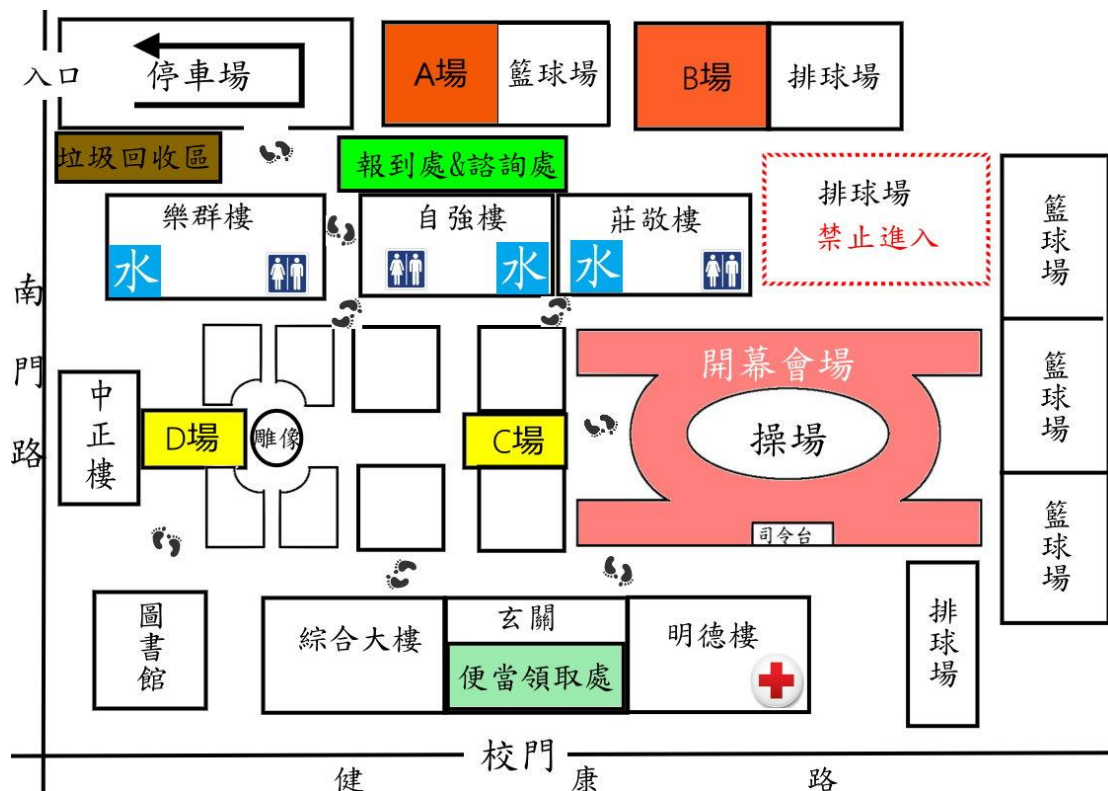 入口
停車場
A場
籃球場
B場
排球場
垃圾回收區
報到處&諮詢處
樂群樓
水
自強樓
水
莊敬樓
水
排球場
禁止進入
籃球場
南門路
中正樓
D場
雕像
C場
開幕會場
操場
司令台
籃球場
籃球場
圖書館
綜合大樓
玄關
便當領取處
明德樓
排球場
校門
健康路